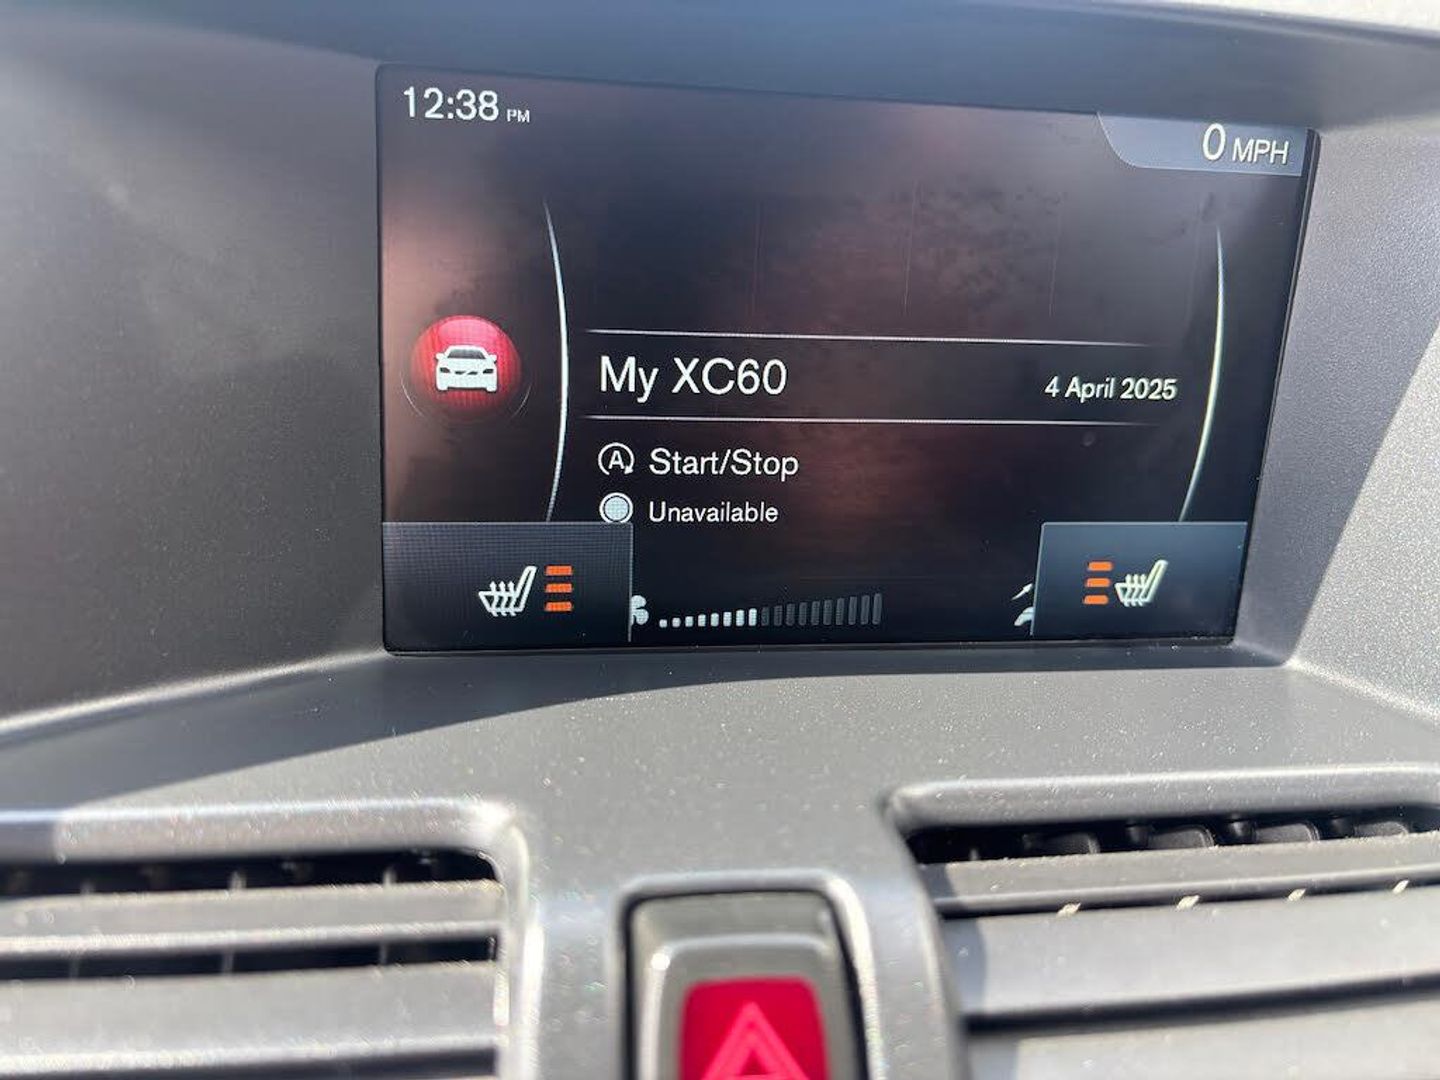 12:38 PM
0 MPH
My XC60
4 April 2025
A Start/Stop
Unavailable